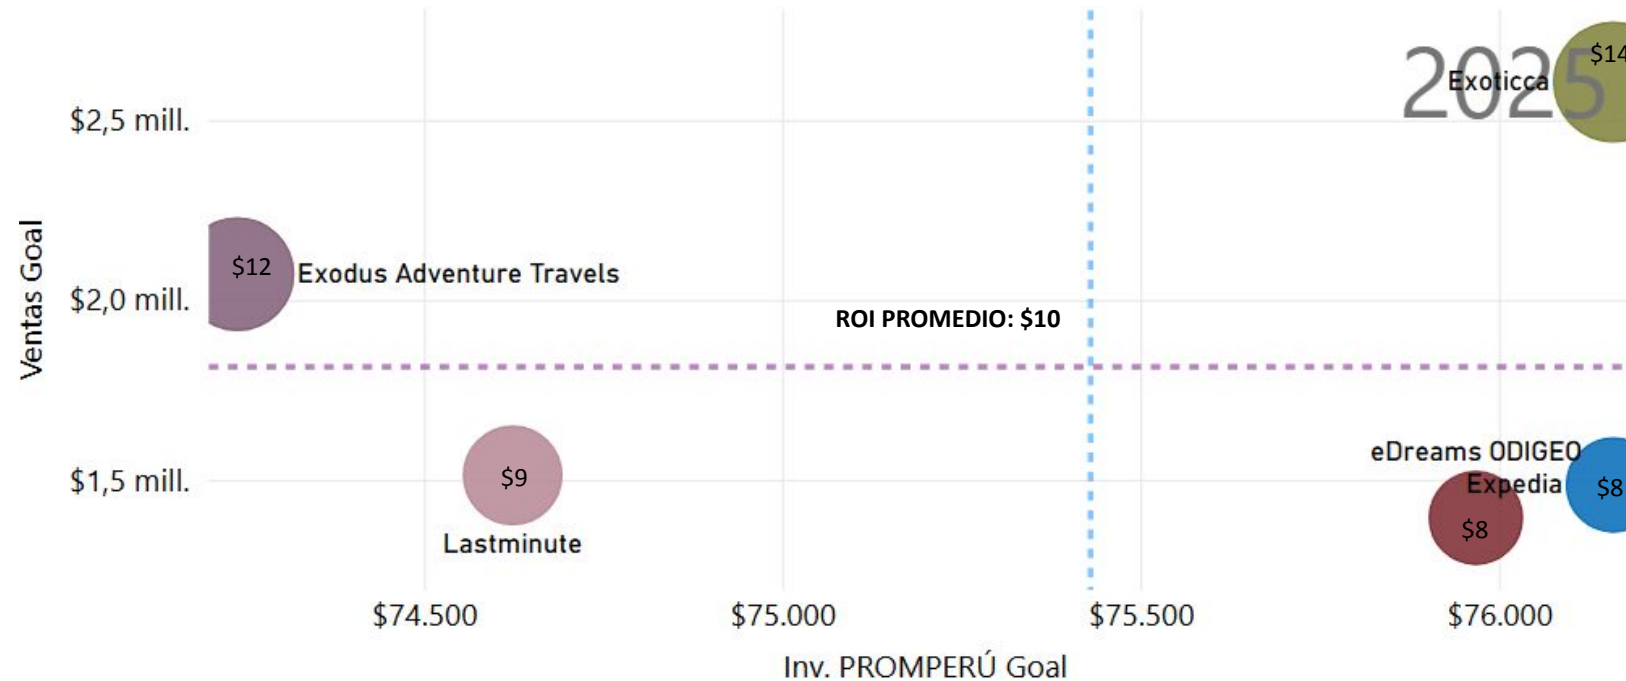 2025
$14
Exoticca
$2,5 mill.
$12
Exodus Adventure Travels
$2,0 mill.
ROI PROMEDIO: $10
Ventas Goal
eDreams ODIGEO
Expedia
$8
$1,5 mill.
$9
$8
Lastminute
$74.500
$75.000
$75.500
$76.000
Inv. PROMPERÚ Goal